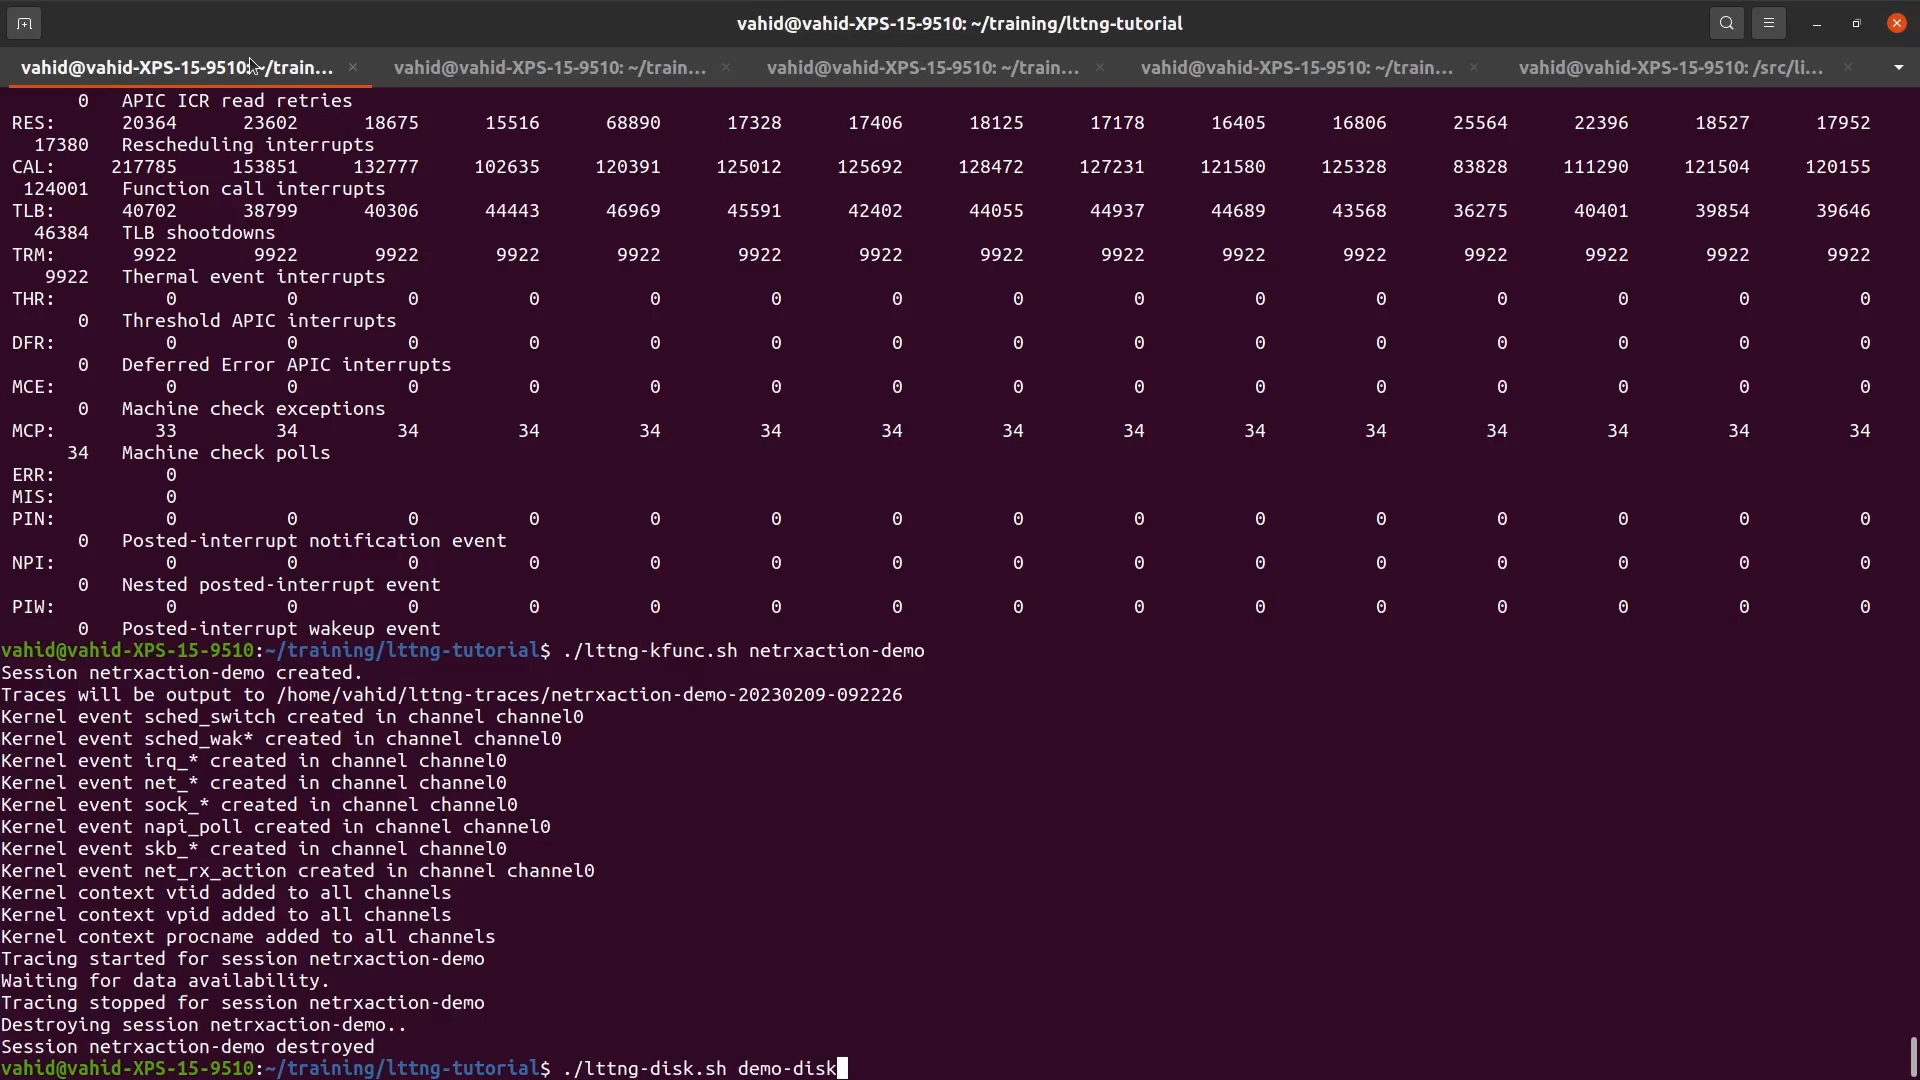 vahid@vahid-XPS-15-9510: ~/training/lttng-tutorial
vahid@vahid-XPS-15-9510: ~/train... vahid@vahid-XPS-15-9510: ~/train... vahid@vahid-XPS-15-9510: ~/train... vahid@vahid-XPS-15-9510: ~/train... vahid@vahid-XPS-15-9510: /src/li...
0 APIC ICR read retries
RES: 20364 23602 18675 15516 68890 17328 17406 18125 17178 16405 16806 25564 22396 18527 17952
17380 Rescheduling interrupts
CAL: 217785 153851 132777 102635 120391 125012 125692 128472 127231 121580 125328 83828 111290 121504 120155
124001 Function call interrupts
TLB: 40702 38799 40306 44443 46969 45591 42402 44055 44937 44689 43568 36275 40401 39854 39646
46384 TLB shootdowns
TRM: 9922 9922 9922 9922 9922 9922 9922 9922 9922 9922 9922 9922 9922 9922 9922
9922 Thermal event interrupts
THR: 0 0 0 0 0 0 0 0 0 0 0 0 0 0 0
0 Threshold APIC interrupts
DFR: 0 0 0 0 0 0 0 0 0 0 0 0 0 0 0
0 Deferred Error APIC interrupts
MCE: 0 0 0 0 0 0 0 0 0 0 0 0 0 0 0
0 Machine check exceptions
MCP: 33 34 34 34 34 34 34 34 34 34 34 34 34 34 34
34 Machine check polls
ERR: 0
MIS: 0
PIN: 0 0 0 0 0 0 0 0 0 0 0 0 0 0 0
0 Posted-interrupt notification event
NPI: 0 0 0 0 0 0 0 0 0 0 0 0 0 0 0
0 Nested posted-interrupt event
PIW: 0 0 0 0 0 0 0 0 0 0 0 0 0 0 0
0 Posted-interrupt wakeup event
vahid@vahid-XPS-15-9510:~/training/lttng-tutorial$ ./lttng-kfunc.sh netrxaction-demo
Session netrxaction-demo created.
Traces will be output to /home/vahid/lttng-traces/netrxaction-demo-20230209-092226
Kernel event sched_switch created in channel channel0
Kernel event sched_wak* created in channel channel0
Kernel event irq_* created in channel channel0
Kernel event net_* created in channel channel0
Kernel event sock_* created in channel channel0
Kernel event napi_poll created in channel channel0
Kernel event skb_* created in channel channel0
Kernel event net_rx_action created in channel channel0
Kernel context vtid added to all channels
Kernel context vpid added to all channels
Kernel context procname added to all channels
Tracing started for session netrxaction-demo
Waiting for data availability.
Tracing stopped for session netrxaction-demo
Destroying session netrxaction-demo..
Session netrxaction-demo destroyed
vahid@vahid-XPS-15-9510:~/training/lttng-tutorial$ ./lttng-disk.sh demo-disk